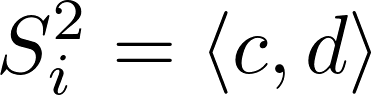 $S_i^2 = \langle c, d \rangle$